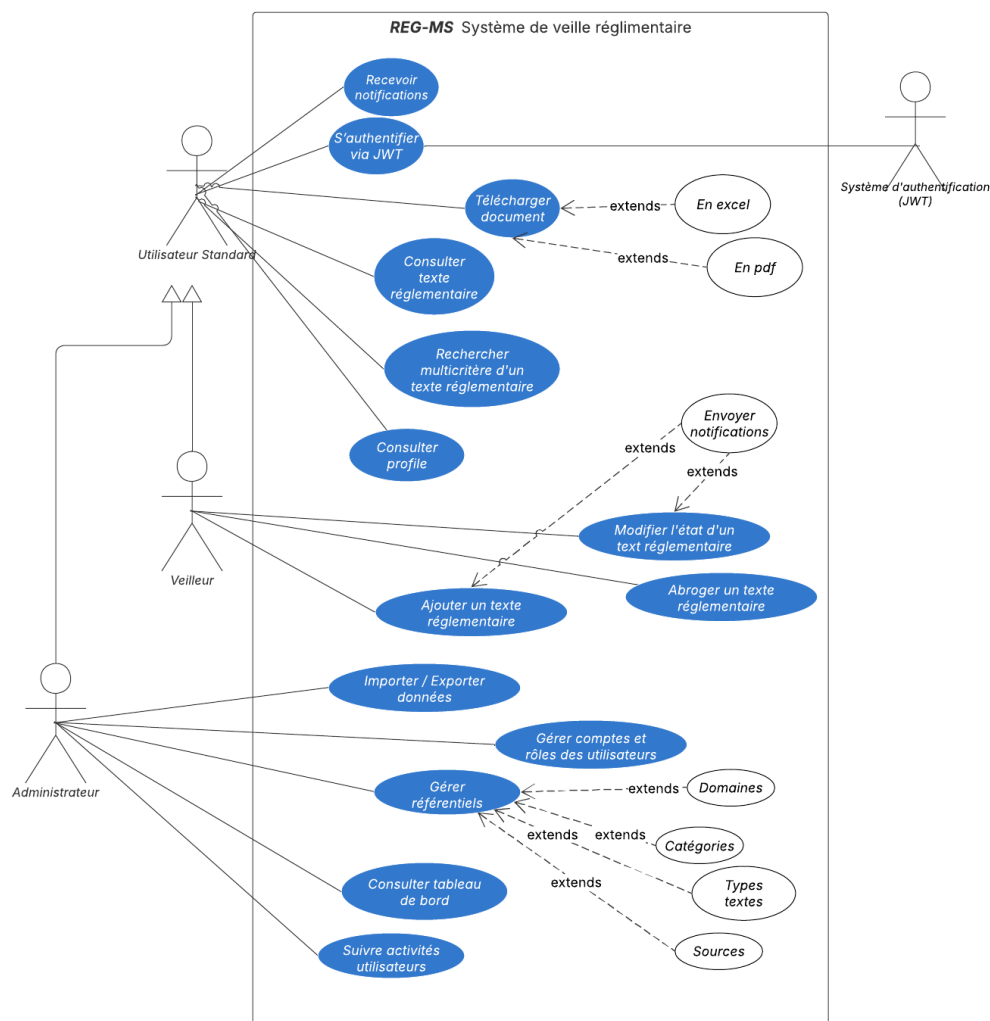 REG-MS Système de veille réglimentaire
Recevoir
notifications
S'authentifier
via JWT
Système d'authentification
(JWT)
Télécharger
document
extends
En excel
extends
En pdf
Utilisateur Standard
Consulter
texte
réglementaire
Rechercher
multicritère d'un
texte réglementaire
Consulter
profile
Envoyer
notifications
extends
extends
Modifier l'état d'un
text réglementaire
Veilleur
Abroger un texte
réglementaire
Ajouter un texte
réglementaire
Importer / Exporter
données
Gérer comptes et
rôles des utilisateurs
Administrateur
Gérer
référentiels
extends
Domaines
extends
extends
Catégories
extends
Types
textes
Consulter tableau
de bord
Sources
Suivre activités
utilisateurs